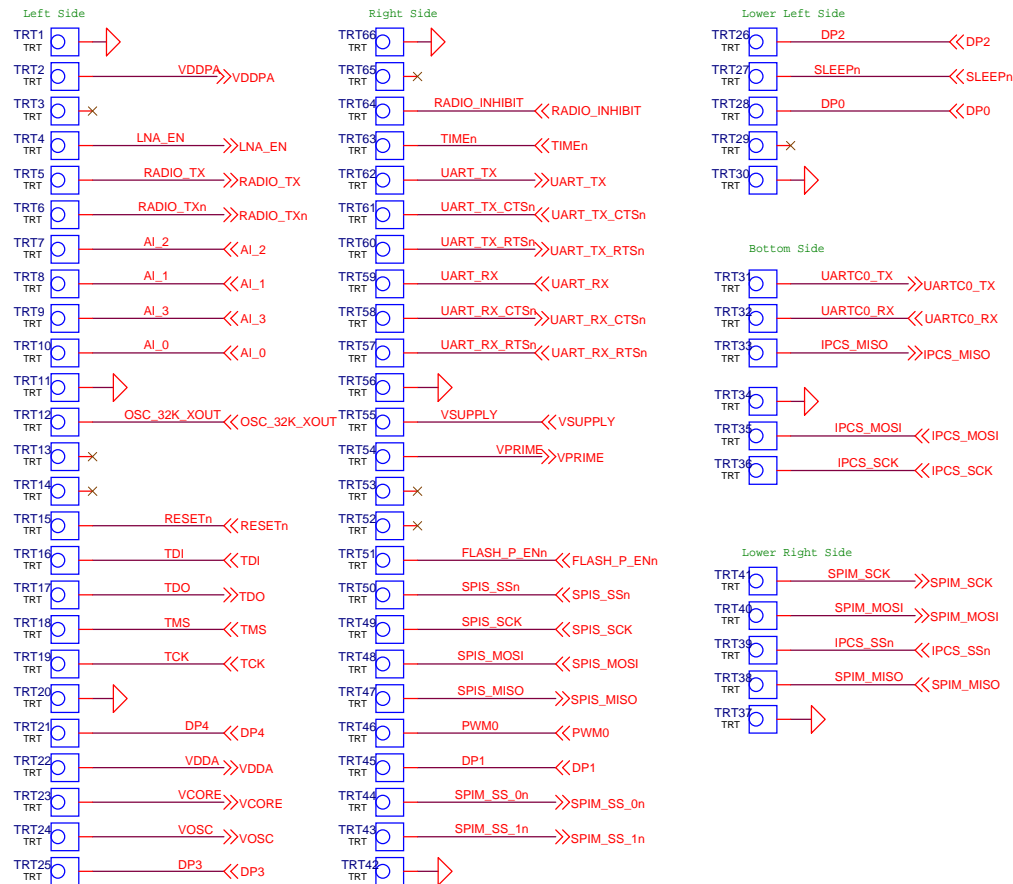 Left Side
TRT1
TRT
TRT2 VDDPA VDDPA
TRT
TRT3
TRT
TRT4 LNA_EN LNA_EN
TRT
TRT5 RADIO_TX RADIO_TX
TRT
TRT6 RADIO_TXn RADIO_TXn
TRT
TRT7 AI_2 AI_2
TRT
TRT8 AI_1 AI_1
TRT
TRT9 AI_3 AI_3
TRT
TRT10 AI_0 AI_0
TRT
TRT11
TRT
TRT12 OSC_32K_XOUT OSC_32K_XOUT
TRT
TRT13
TRT
TRT14
TRT
TRT15 RESETn RESETn
TRT
TRT16 TDI TDI
TRT
TRT17 TDO TDO
TRT
TRT18 TMS TMS
TRT
TRT19 TCK TCK
TRT
TRT20
TRT
TRT21 DP4 DP4
TRT
TRT22 VDDA VDDA
TRT
TRT23 VCORE VCORE
TRT
TRT24 VOSC VOSC
TRT
TRT25 DP3 DP3
TRT
Right Side
TRT66
TRT
TRT65
TRT
TRT64 RADIO_INHIBIT RADIO_INHIBIT
TRT
TRT63 TIMEn TIMEn
TRT
TRT62 UART_TX UART_TX
TRT
TRT61 UART_TX_CTSn UART_TX_CTSn
TRT
TRT60 UART_TX_RTSn UART_TX_RTSn
TRT
TRT59 UART_RX UART_RX
TRT
TRT58 UART_RX_CTSn UART_RX_CTSn
TRT
TRT57 UART_RX_RTSn UART_RX_RTSn
TRT
TRT56
TRT
TRT55 VSUPPLY VSUPPLY
TRT
TRT54 VPRIME VPRIME
TRT
TRT53
TRT
TRT52
TRT
TRT51 FLASH_P_ENn FLASH_P_ENn
TRT
TRT50 SPIS_SSn SPIS_SSn
TRT
TRT49 SPIS_SCK SPIS_SCK
TRT
TRT48 SPIS_MOSI SPIS_MOSI
TRT
TRT47 SPIS_MISO SPIS_MISO
TRT
TRT46 PWM0 PWM0
TRT
TRT45 DP1 DP1
TRT
TRT44 SPIM_SS_0n SPIM_SS_0n
TRT
TRT43 SPIM_SS_1n SPIM_SS_1n
TRT
TRT42
TRT
Lower Left Side
TRT26 DP2 DP2
TRT
TRT27 SLEEPn SLEEPn
TRT
TRT28 DP0 DP0
TRT
TRT29
TRT
TRT30
TRT
Bottom Side
TRT31 UARTC0_TX UARTC0_TX
TRT
TRT32 UARTC0_RX UARTC0_RX
TRT
TRT33 IPCS_MISO IPCS_MISO
TRT
TRT34
TRT
TRT35 IPCS_MOSI IPCS_MOSI
TRT
TRT36 IPCS_SCK IPCS_SCK
TRT
Lower Right Side
TRT41 SPIM_SCK SPIM_SCK
TRT
TRT40 SPIM_MOSI SPIM_MOSI
TRT
TRT39 IPCS_SSn IPCS_SSn
TRT
TRT38 SPIM_MISO SPIM_MISO
TRT
TRT37
TRT